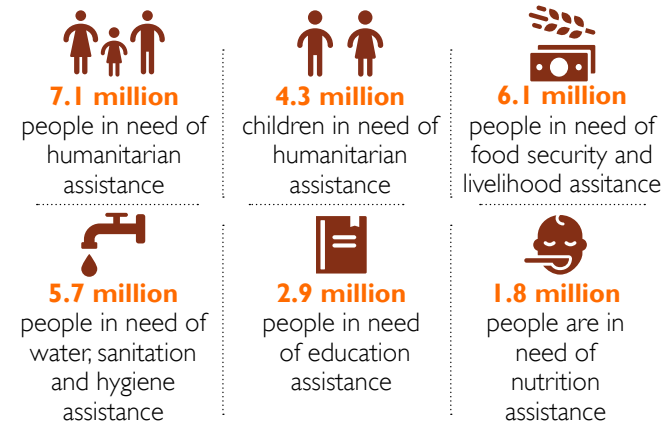 7.1 million
people in need of
humanitarian
assistance
4.3 million
children in need of
humanitarian
assistance
6.1 million
people in need of
food security and
livelihood assitance
5.7 million
people in need of
water, sanitation
and hygiene
assistance
2.9 million
people in need
of education
assistance
1.8 million
people are in
need of
nutrition
assistance